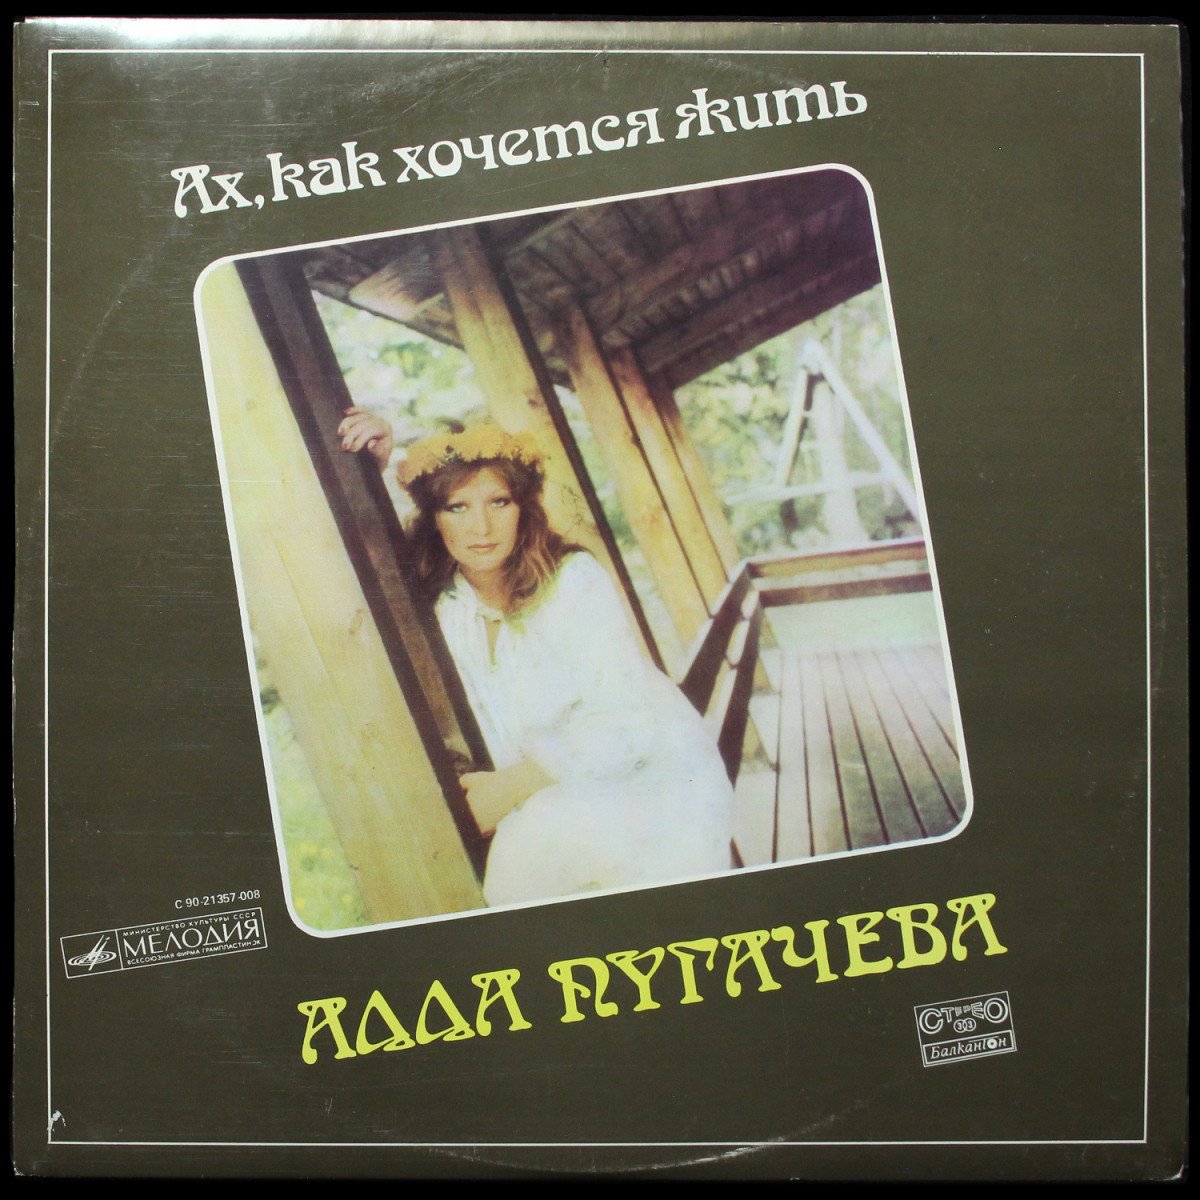 Ах, как хочется жить
С 90-21357-008
МИНИСТЕРСТВО КУЛЬТУРЫ СССР
МЕЛОДИЯ
ВСЕСОЮЗНАЯ ФИРМА ГРАМПЛАСТИНОК
АЛЛА ПУГАЧЕВА
СТЕРЕО
33
Балкантон